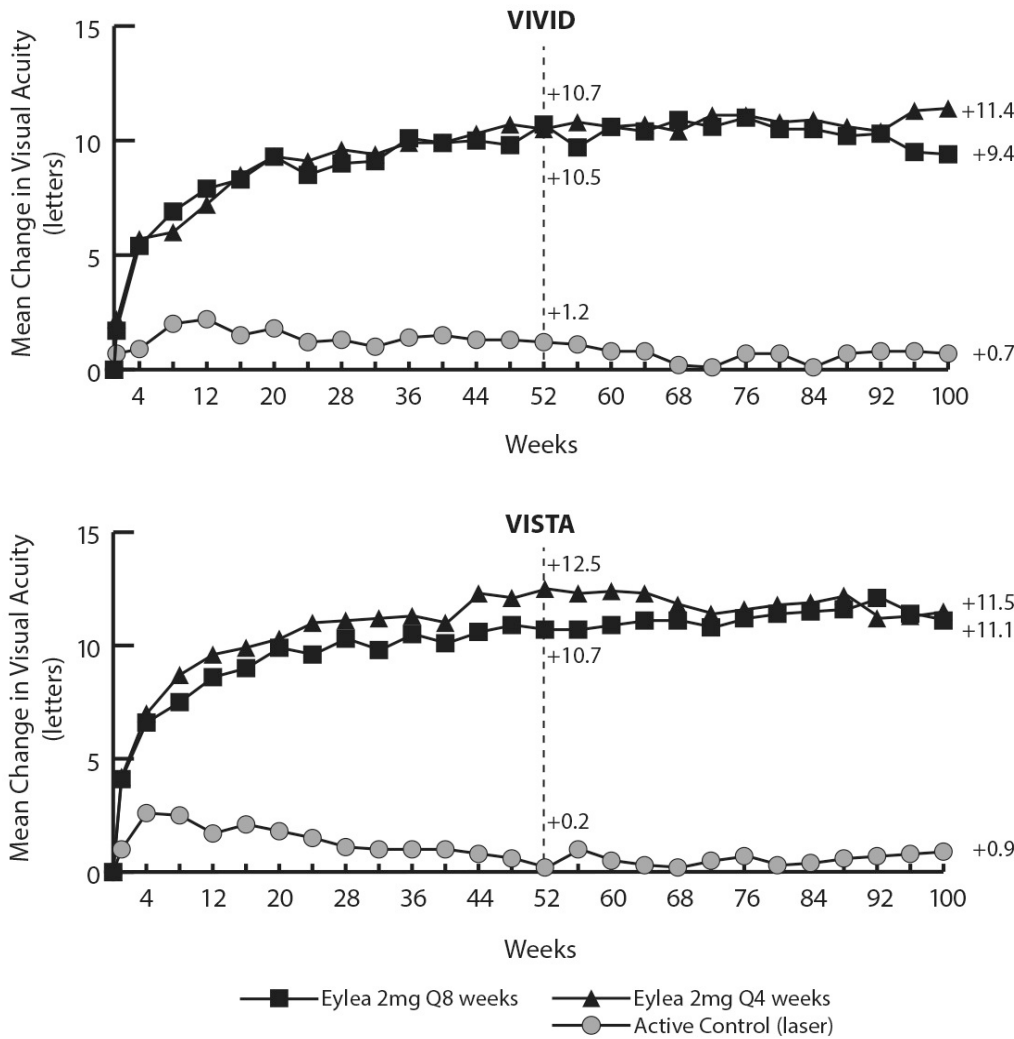 VIVID
Mean Change in Visual Acuity
(letters)
15
10
5
0
+10.7
+10.5
+1.2
+11.4
+9.4
+0.7
4 12 20 28 36 44 52 60 68 76 84 92 100
Weeks
VISTA
Mean Change in Visual Acuity
(letters)
15
10
5
0
+12.5
+10.7
+0.2
+11.5
+11.1
+0.9
4 12 20 28 36 44 52 60 68 76 84 92 100
Weeks
Eylea 2mg Q8 weeks
Eylea 2mg Q4 weeks
Active Control (laser)